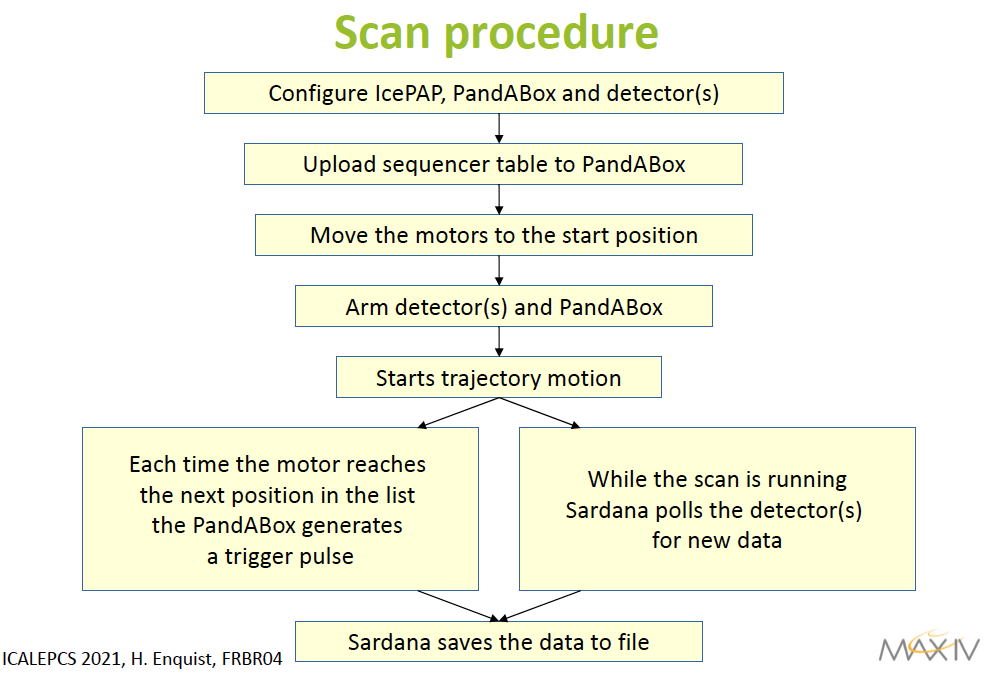 Scan procedure
Configure IcePAP, PandABox and detector(s)
Upload sequencer table to PandABox
Move the motors to the start position
Arm detector(s) and PandABox
Starts trajectory motion
Each time the motor reaches
the next position in the list
the PandABox generates
a trigger pulse
While the scan is running
Sardana polls the detector(s)
for new data
Sardana saves the data to file
ICALEPCS 2021, H. Enquist, FRBR04
MAXIV